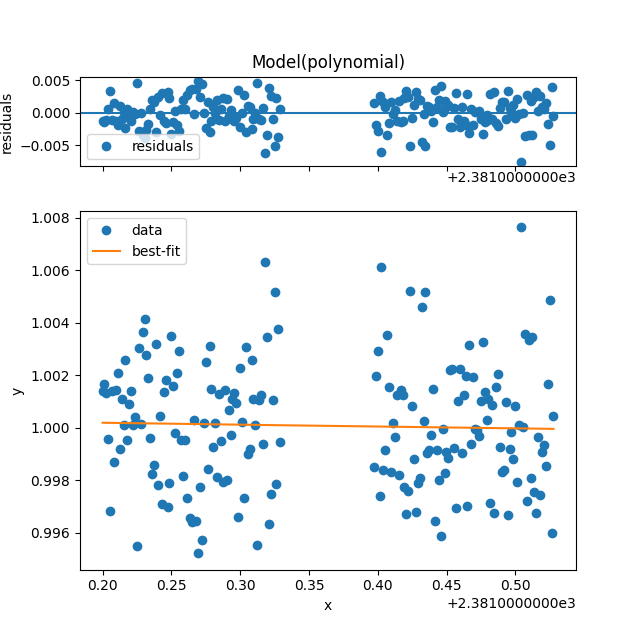 Model(polynomial)
0.005
0.000
−0.005
residuals
residuals
+2.3810000000e3
1.008
1.006
1.004
1.002
1.000
0.998
0.996
y
data
best-fit
0.20
0.25
0.30
0.35
0.40
0.45
0.50
x
+2.3810000000e3